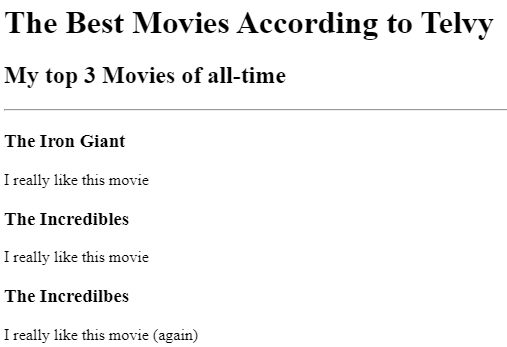 The Best Movies According to Telvy
My top 3 Movies of all-time
The Iron Giant
I really like this movie
The Incredibles
I really like this movie
The Incredilbes
I really like this movie (again)